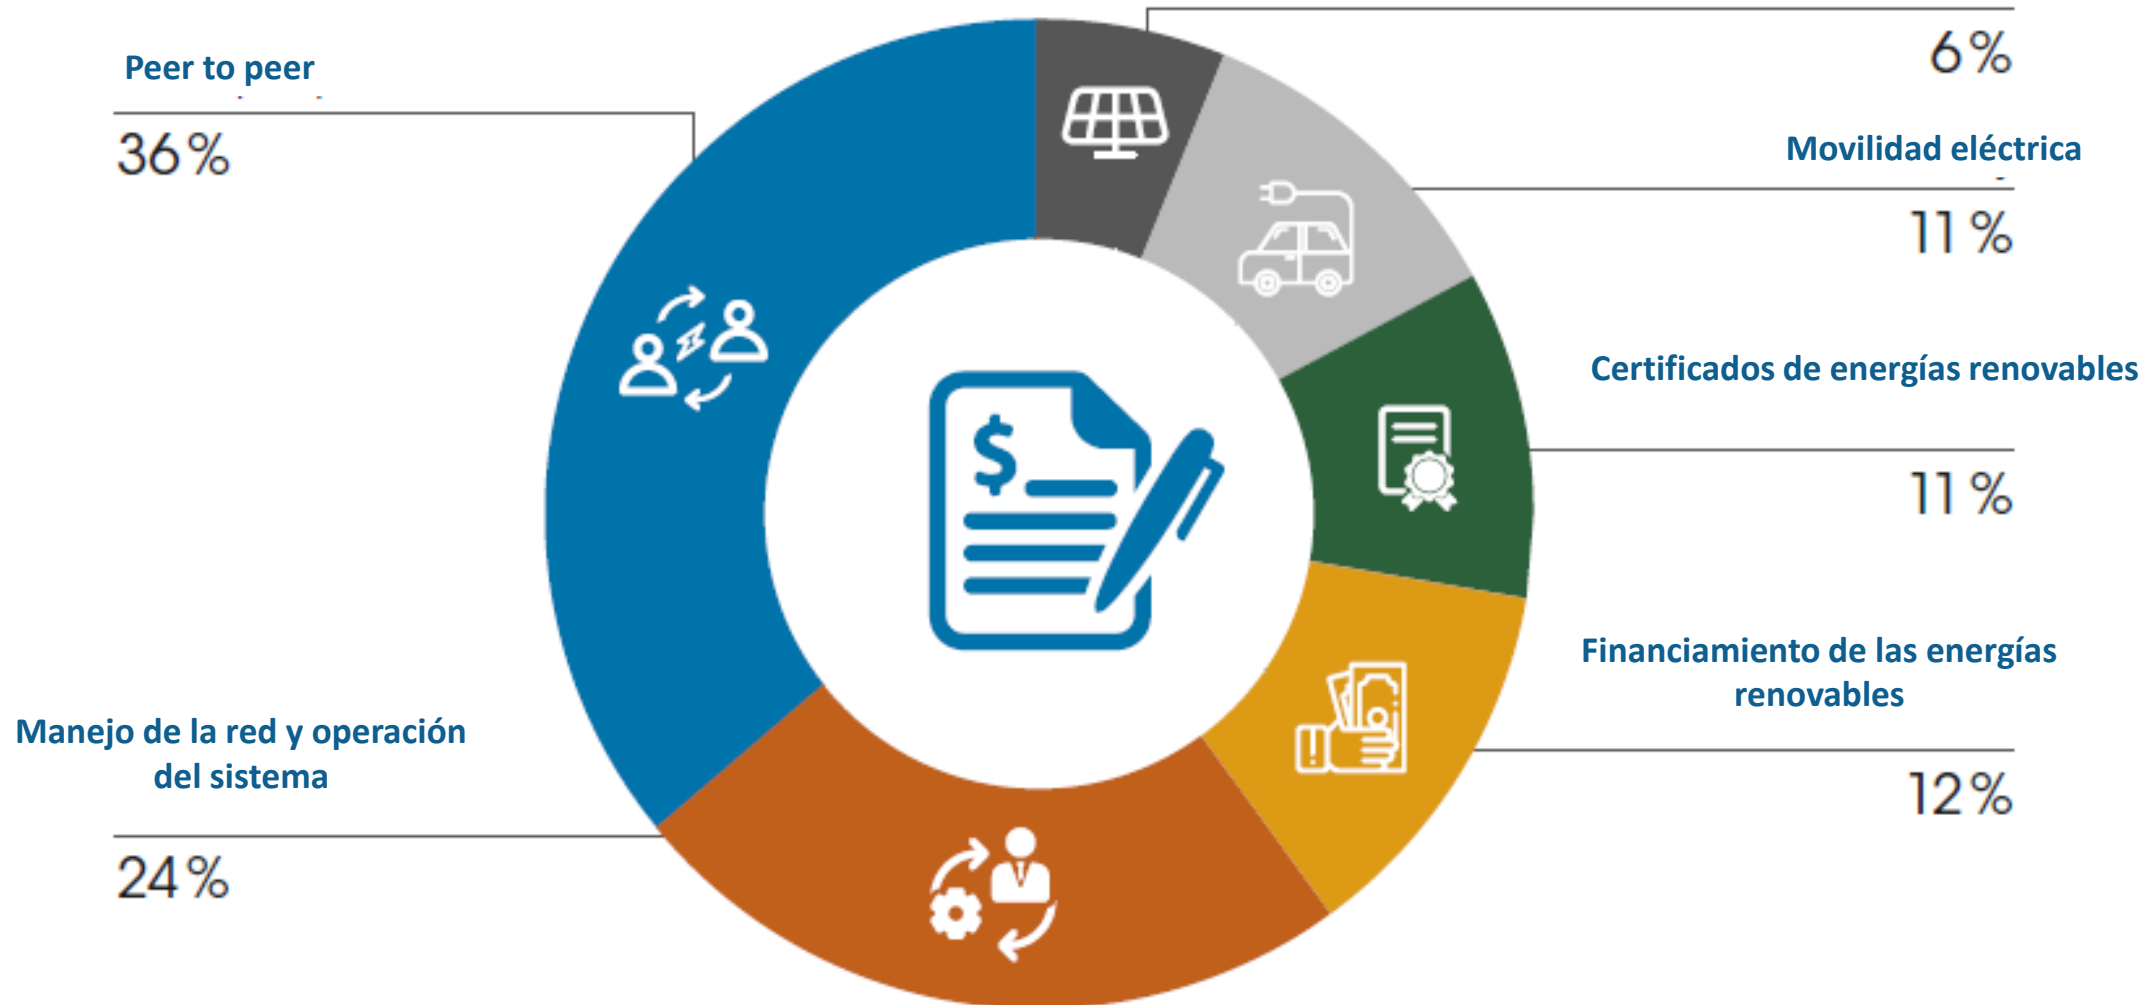 Peer to peer
36%
6%
Movilidad eléctrica
11%
Certificados de energías renovables
11%
Financiamiento de las energías
renovables
12%
Manejo de la red y operación
del sistema
24%
$